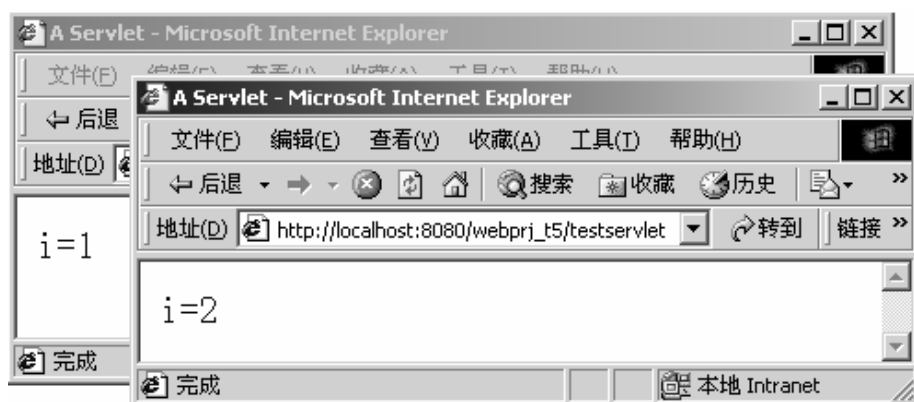 A Servlet - Microsoft Internet Explorer
文件(F)
后退
地址(D)
i=1
完成
A Servlet - Microsoft Internet Explorer
文件(F) 编辑(E) 查看(V) 收藏(A) 工具(T) 帮助(H)
后退 搜索 收藏 历史 »
地址(D) http://localhost:8080/webprj_t5/testservlet 转到 链接 »
i=2
完成 本地 Intranet